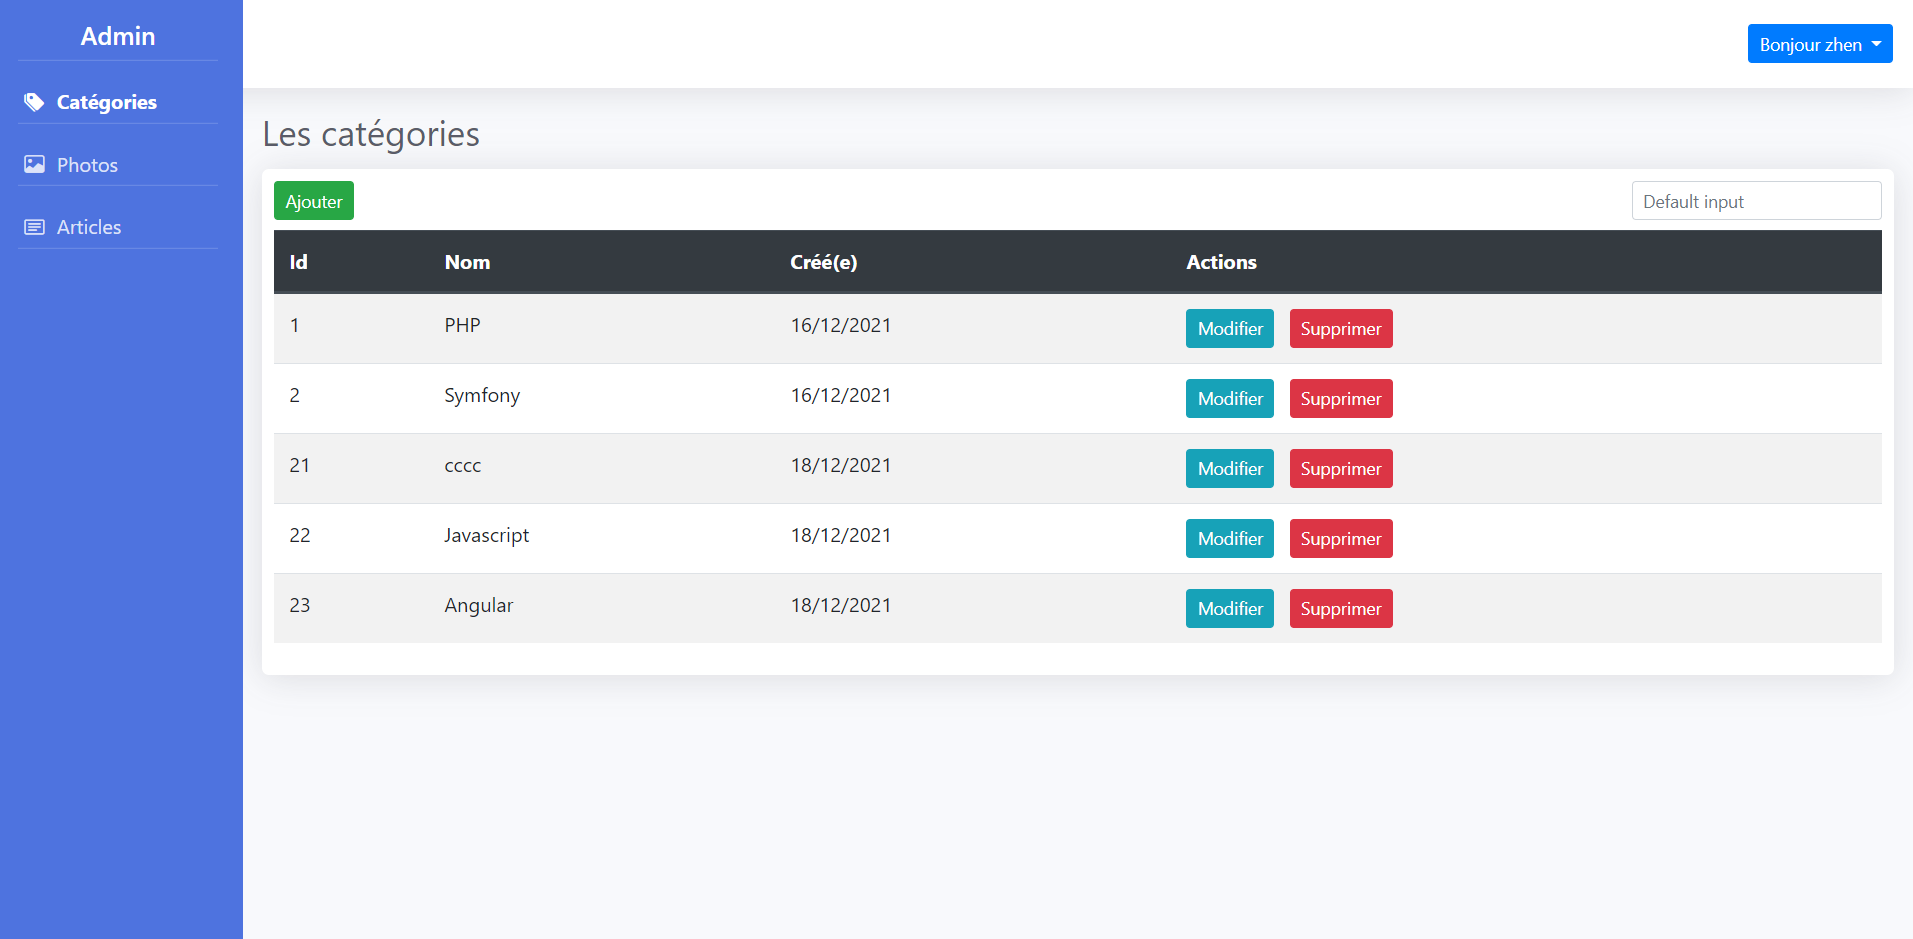 Admin
Bonjour zhen
Catégories
Photos
Articles
Les catégories
Ajouter
Default input
Id Nom Créé(e) Actions
1 PHP 16/12/2021 Modifier Supprimer
2 Symfony 16/12/2021 Modifier Supprimer
21 cccc 18/12/2021 Modifier Supprimer
22 Javascript 18/12/2021 Modifier Supprimer
23 Angular 18/12/2021 Modifier Supprimer